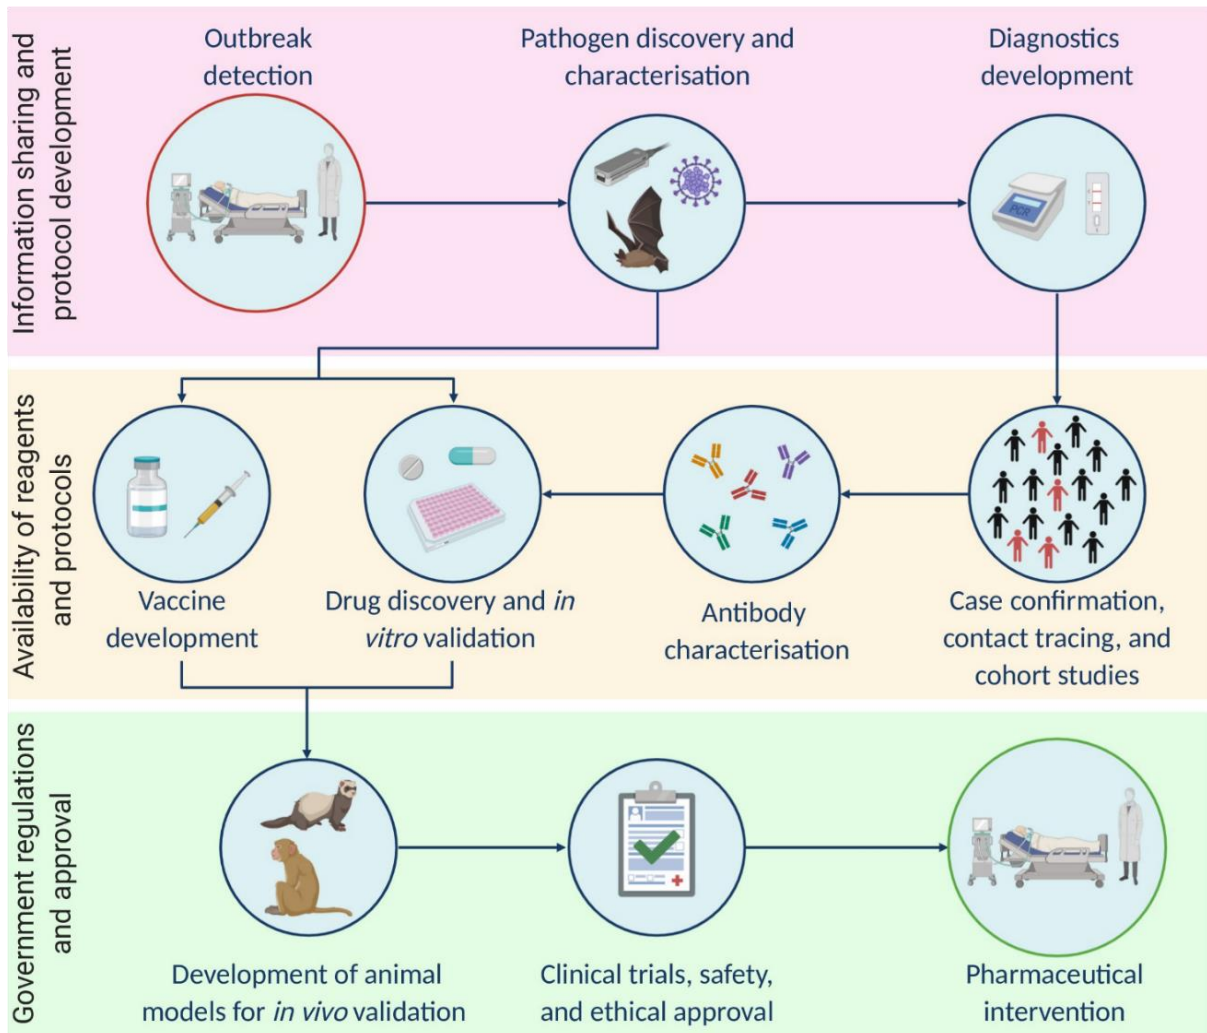 Information sharing and
protocol development
Outbreak
detection
Pathogen discovery and
characterisation
Diagnostics
development
PCR
Availability of reagents
and protocols
Vaccine
development
Drug discovery and in
vitro validation
Antibody
characterisation
Case confirmation,
contact tracing, and
cohort studies
Government regulations
and approval
Development of animal
models for in vivo validation
Clinical trials, safety,
and ethical approval
Pharmaceutical
intervention